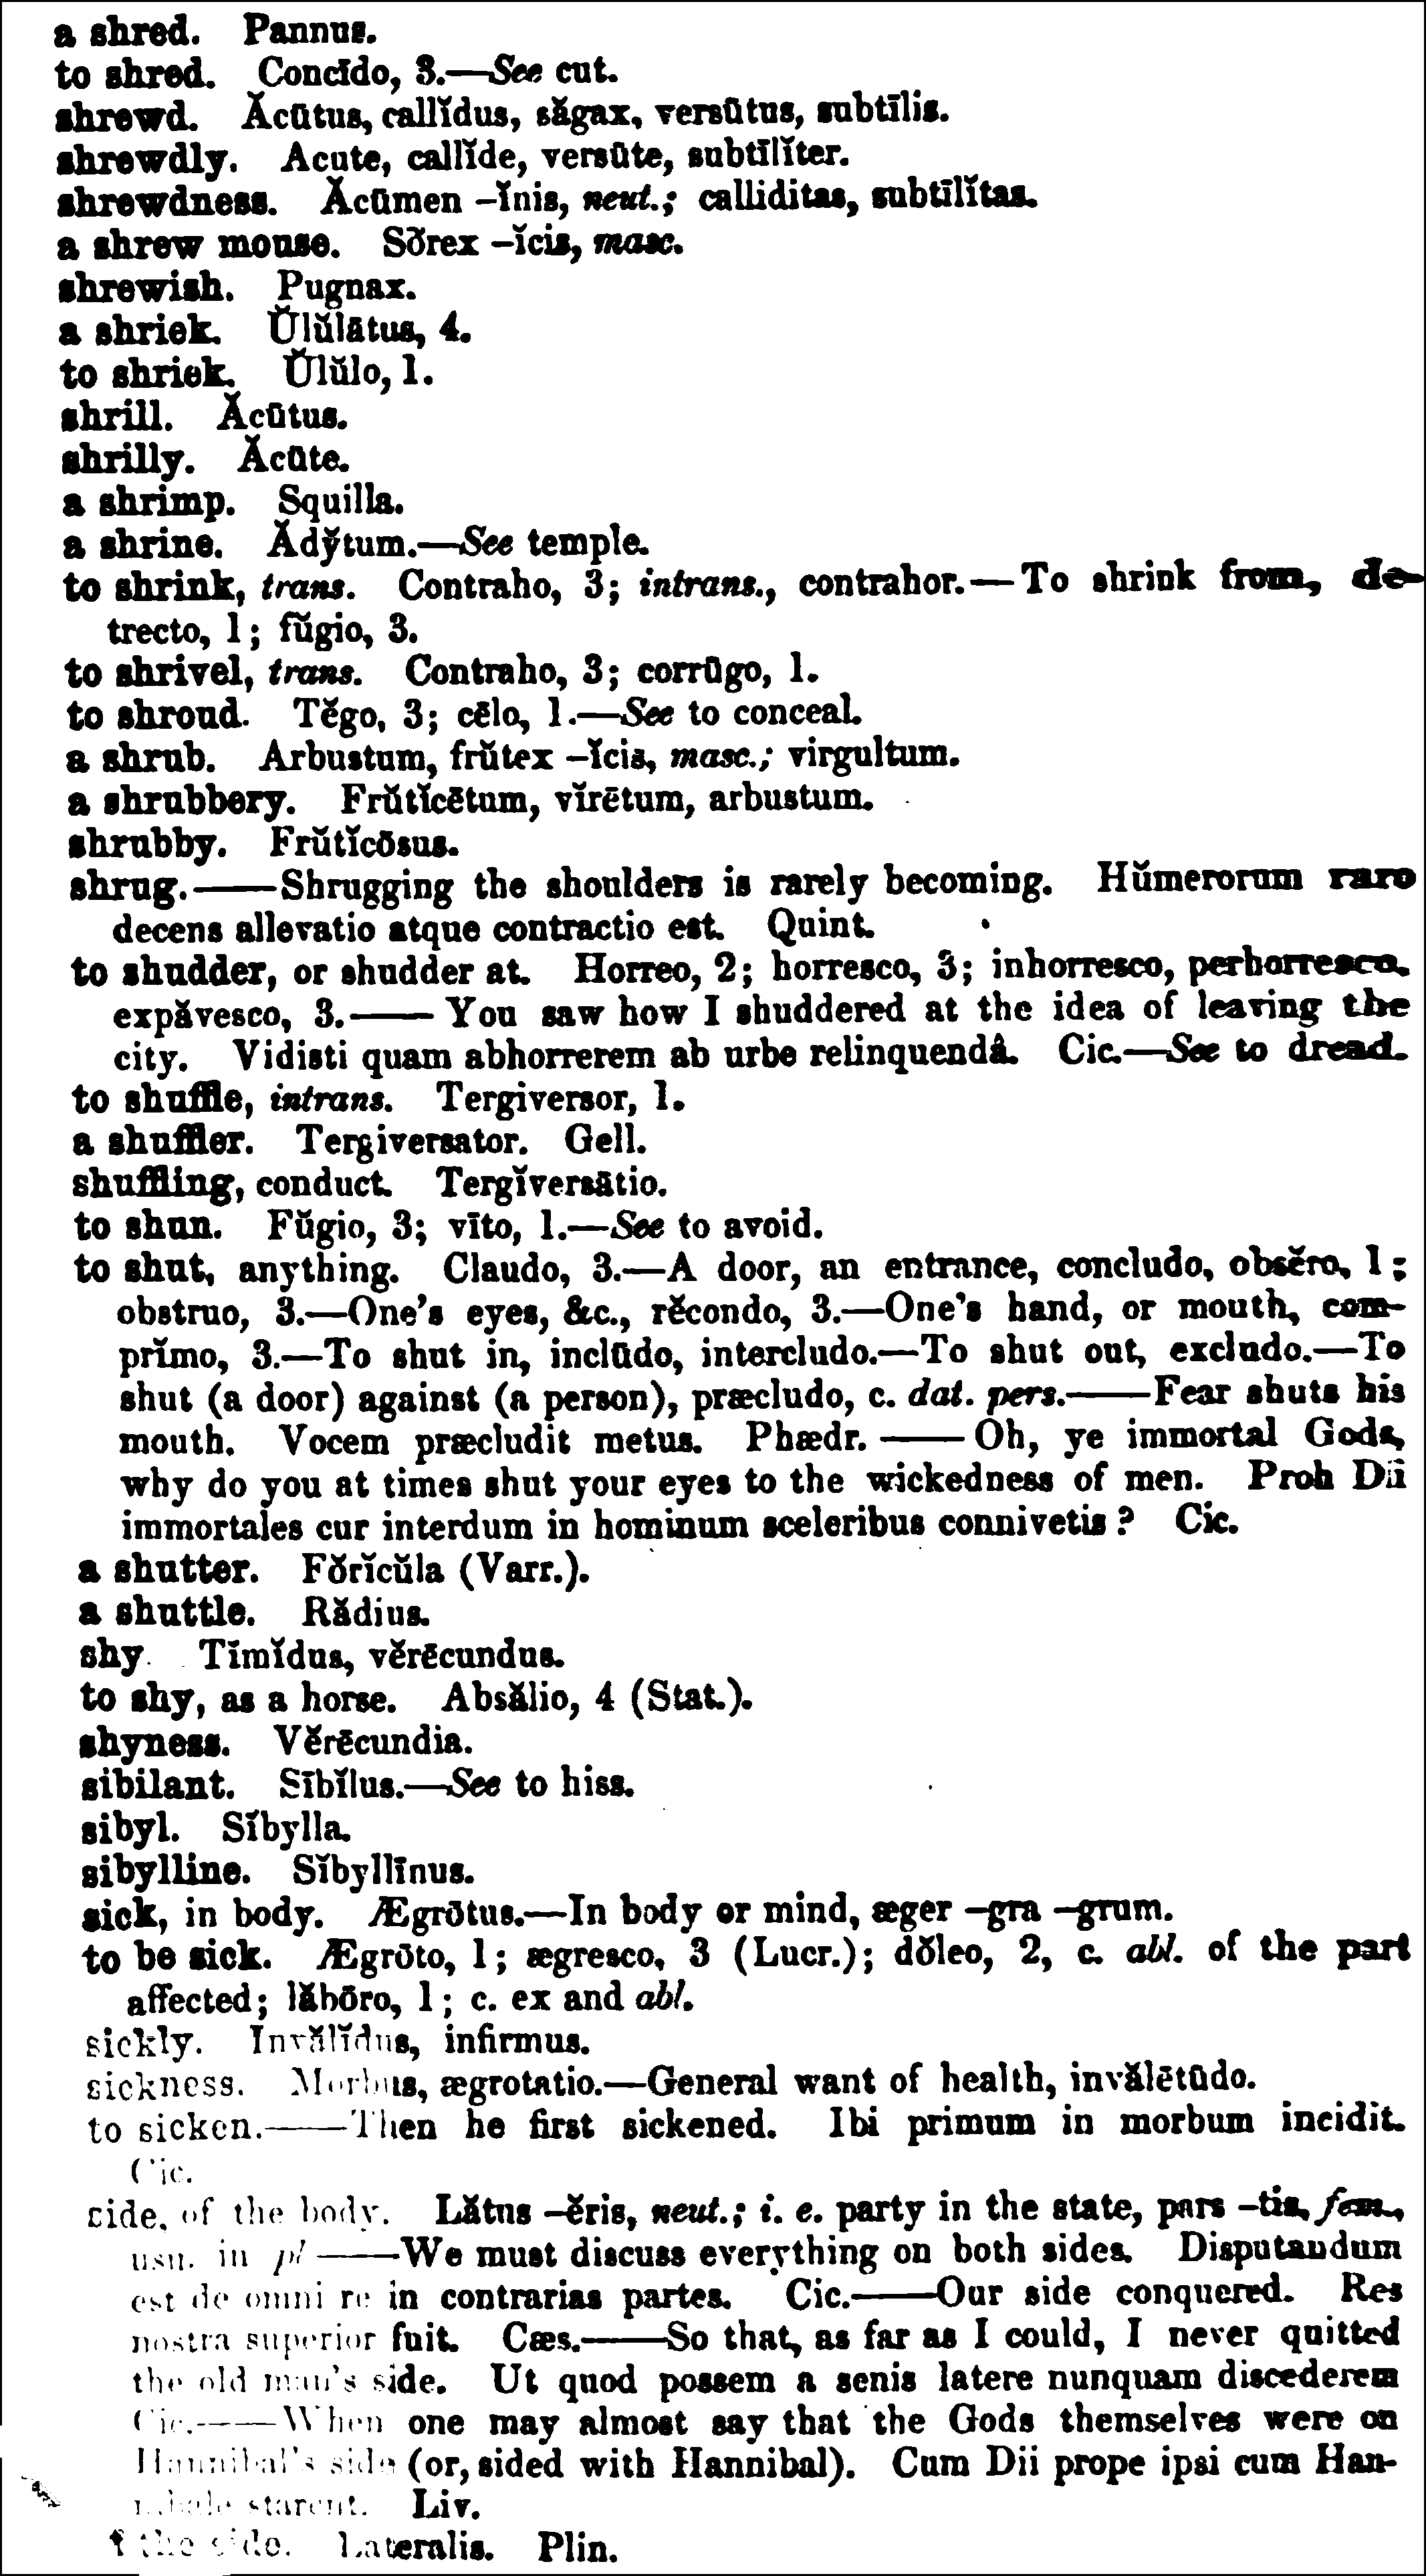 a shred. Pannus.
to shred. Concīdo, 3.—See cut.
shrewd. Ăcūtus, callĭdus, săgax, versūtus, subtīlis.
shrewdly. Acute, callĭde, versūte, subtīlĭter.
shrewdness. Ăcūmen –ĭnis, neut.; calliditas, subtīlĭtas.
a shrew mouse. Sŏrex –ĭcis, masc.
shrewish. Pugnax.
a shriek. Ŭlŭlātus, 4.
to shriek. Ŭlŭlo, 1.
shrill. Ăcūtus.
shrilly. Ăcūte.
a shrimp. Squilla.
a shrine. Ădy̆tum.—See temple.
to shrink, trans. Contraho, 3; intrans., contrahor.—To shrink from, de-
trecto, 1; fŭgio, 3.
to shrivel, trans. Contraho, 3; corrūgo, 1.
to shroud. Tĕgo, 3; cēlo, 1.—See to conceal.
a shrub. Arbustum, frŭtex –ĭcis, masc.; virgultum.
a shrubbery. Frŭtĭcētum, vĭrētum, arbustum.
shrubby. Frŭtĭcōsus.
shrug.——Shrugging the shoulders is rarely becoming. Hŭmerorum raro
decens allevatio atque contractio est. Quint.
to shudder, or shudder at. Horreo, 2; horresco, 3; inhorresco, perhorresco,
expăvesco, 3.——You saw how I shuddered at the idea of leaving the
city. Vidisti quam abhorrerem ab urbe relinquendâ. Cic.—See to dread.
to shuffle, intrans. Tergiversor, 1.
a shuffler. Tergiversator. Gell.
shuffling, conduct. Tergĭversātio.
to shun. Fŭgio, 3; vīto, 1.—See to avoid.
to shut, anything. Claudo, 3.—A door, an entrance, concludo, obsĕro, 1;
obstruo, 3.—One's eyes, &c., rĕcondo, 3.—One's hand, or mouth, com-
prĭmo, 3.—To shut in, inclūdo, intercludo.—To shut out, excludo.—To
shut (a door) against (a person), præcludo, c. dat. pers.——Fear shuts his
mouth. Vocem præcludit metus. Phædr.——Oh, ye immortal Gods,
why do you at times shut your eyes to the wickedness of men. Proh Dii
immortales cur interdum in hominum sceleribus connivetis? Cic.
a shutter. Fŏrĭcŭla (Varr.).
a shuttle. Rădius.
shy. Tĭmĭdus, vĕrēcundus.
to shy, as a horse. Absălio, 4 (Stat.).
shyness. Vĕrēcundia.
sibilant. Sībĭlus.—See to hiss.
sibyl. Sĭbylla.
sibylline. Sĭbyllīnus.
sick, in body. Ægrōtus.—In body or mind, æger –gra –grum.
to be sick. Ægrōto, 1; ægresco, 3 (Lucr.); dŏleo, 2, c. abl. of the part
affected; lăbōro, 1; c. ex and abl.
sickly. Invălĭdus, infirmus.
sickness. Morbus, ægrotatio.—General want of health, invălētūdo.
to sicken.——Then he first sickened. Ibi primum in morbum incidit.
Cic.
side, of the body. Lătus –ĕris, neut.; i. e. party in the state, pars –tis, fem.,
usu. in pl——We must discuss everything on both sides. Disputandum
est de omni re in contrarias partes. Cic.——Our side conquered. Res
nostra superior fuit. Cæs.——So that, as far as I could, I never quitted
the old man's side. Ut quod possem a senis latere nunquam discederem
Cic.——When one may almost say that the Gods themselves were on
Hannibal's side (or, sided with Hannibal). Cum Dii prope ipsi cum Han-
nibale starent. Liv.
the side. Lateralis. Plin.